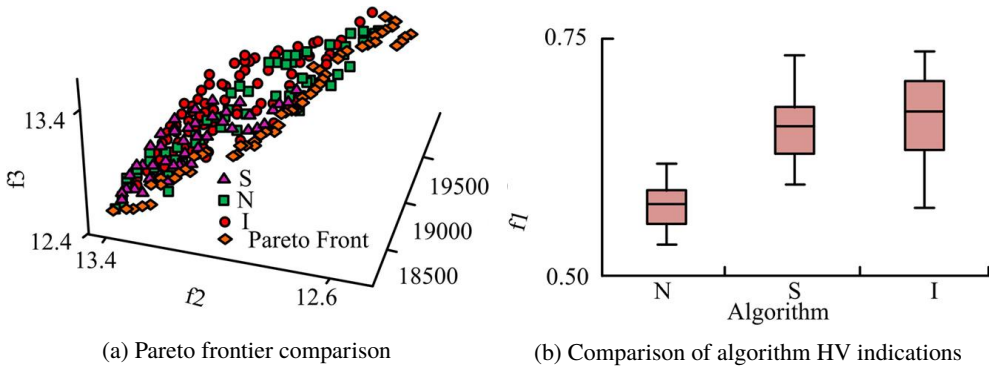 f3
13.4
12.4
13.4
f2
12.6
18500
19000
19500
f1
S
N
I
Pareto Front
(a) Pareto frontier comparison
0.75
0.50
N
S
I
Algorithm
(b) Comparison of algorithm HV indications